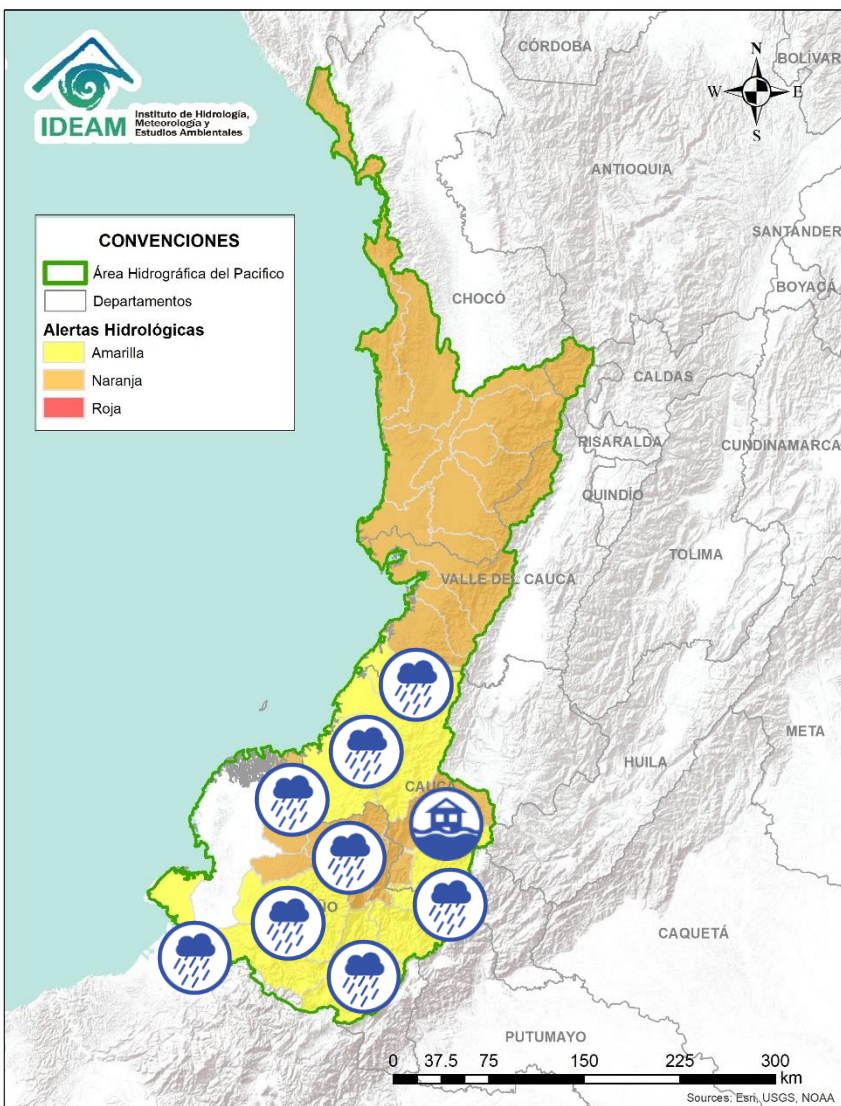 IDEAM
Instituto de Hidrología,
Meteorología y
Estudios Ambientales
CÓRDOBA
BOLÍVAR
N
W
E
S
ANTIOQUIA
SANTANDER
BOYACÁ
CONVENCIONES
Área Hidrográfica del Pacifico
Departamentos
Alertas Hidrológicas
Amarilla
Naranja
Roja
CHOCÓ
CALDAS
RISARALDA
CUNDINAMARCA
QUINDÍO
TOLIMA
VALLE DEL CAUCA
META
HUILA
CAUCA
ÑO
CAQUETÁ
PUTUMAYO
0 37.5 75 150 225 300
km
Sources: Esri, USGS, NOAA